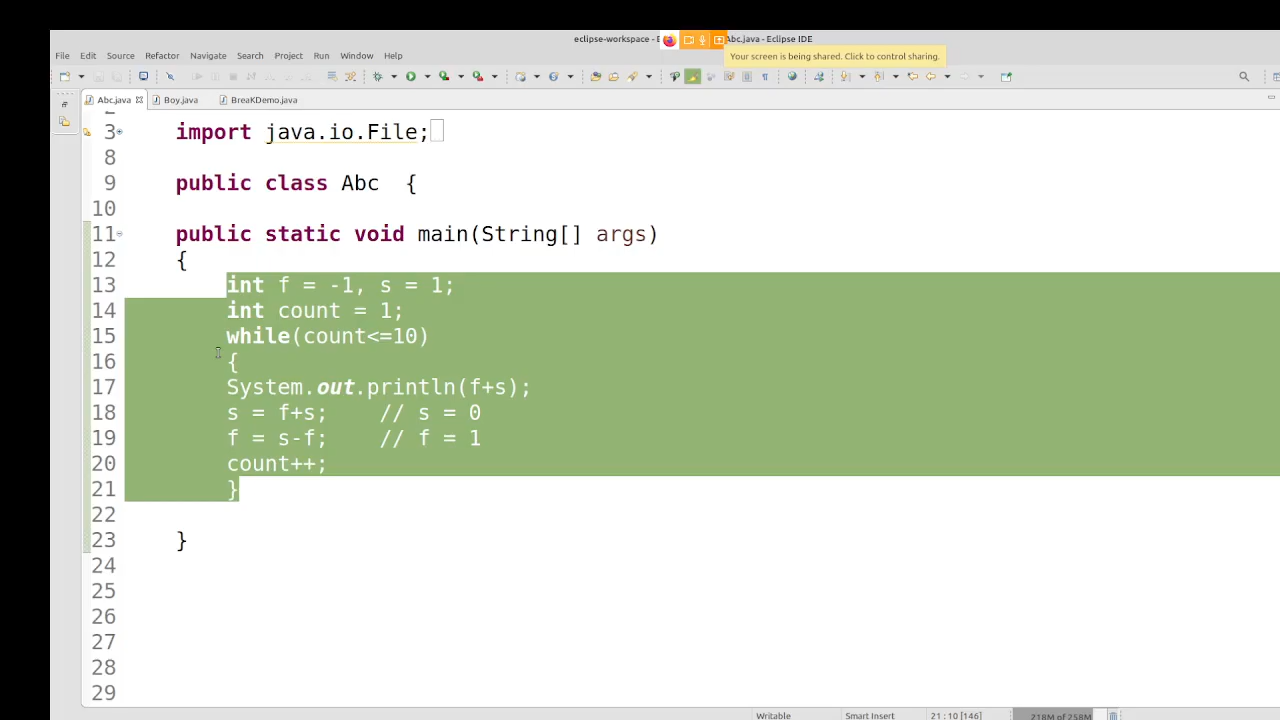 eclipse-workspace - E Abc.java - Eclipse IDE
Your screen is being shared. Click to control sharing.
File Edit Source Refactor Navigate Search Project Run Window Help
Abc.java Boy.java BreaKDemo.java
2
3 import java.io.File;
8
9 public class Abc {
10
11 public static void main(String[] args)
12 {
13 int f = -1, s = 1;
14 int count = 1;
15 while(count<=10)
16 {
17 System.out.println(f+s);
18 s = f+s; // s = 0
19 f = s-f; // f = 1
20 count++;
21 }
22
23 }
24
25
26
27
28
29
Writable Smart Insert 21 : 10 [146] 218M of 258M